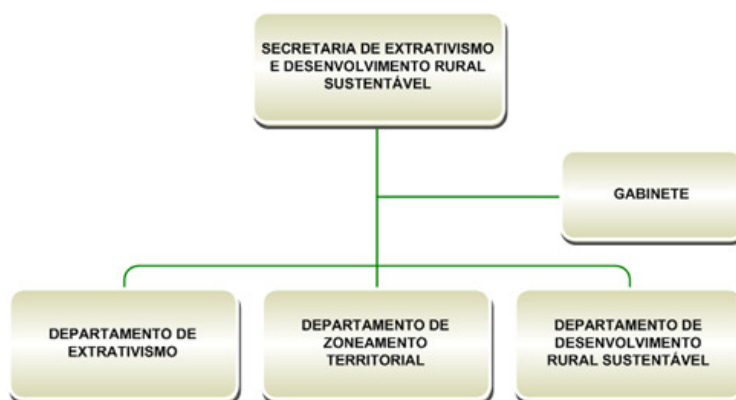 SECRETARIA DE EXTRATIVISMO
E DESENVOLVIMENTO RURAL
SUSTENTÁVEL
GABINETE
DEPARTAMENTO DE
EXTRATIVISMO
DEPARTAMENTO DE
ZONEAMENTO
TERRITORIAL
DEPARTAMENTO DE
DESENVOLVIMENTO
RURAL SUSTENTÁVEL